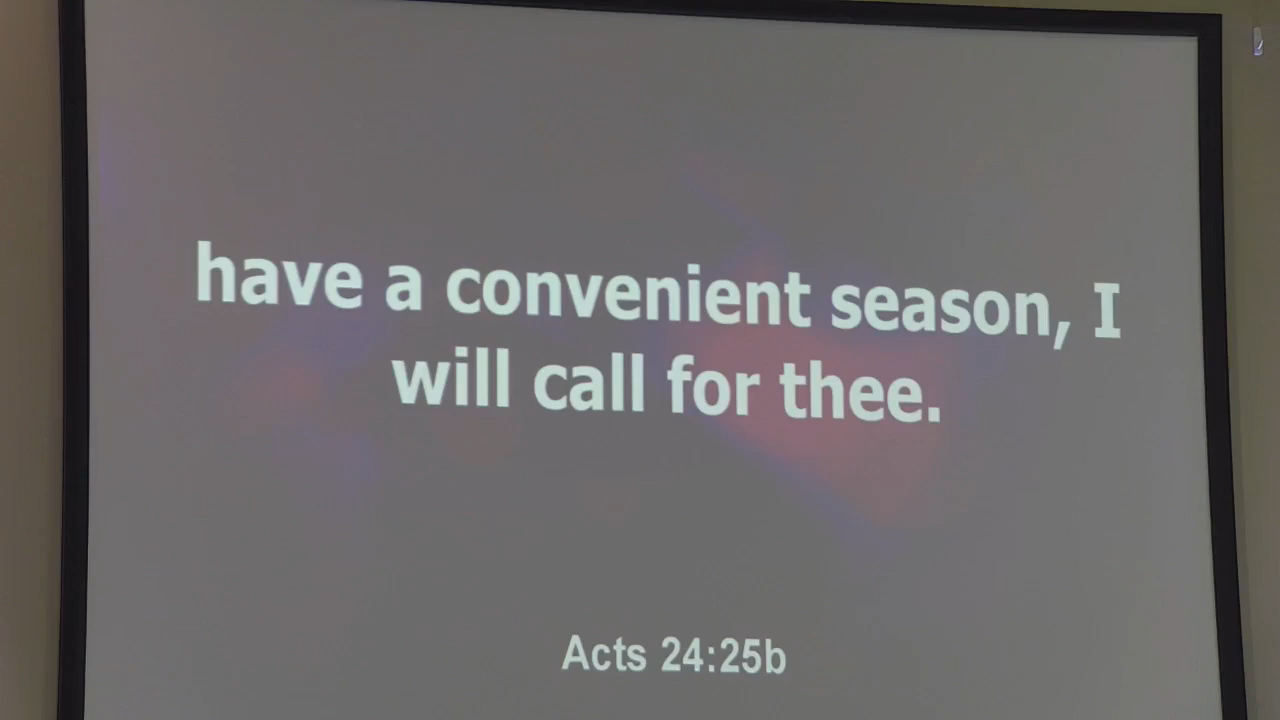 have a convenient season, I
will call for thee.
Acts 24:25b